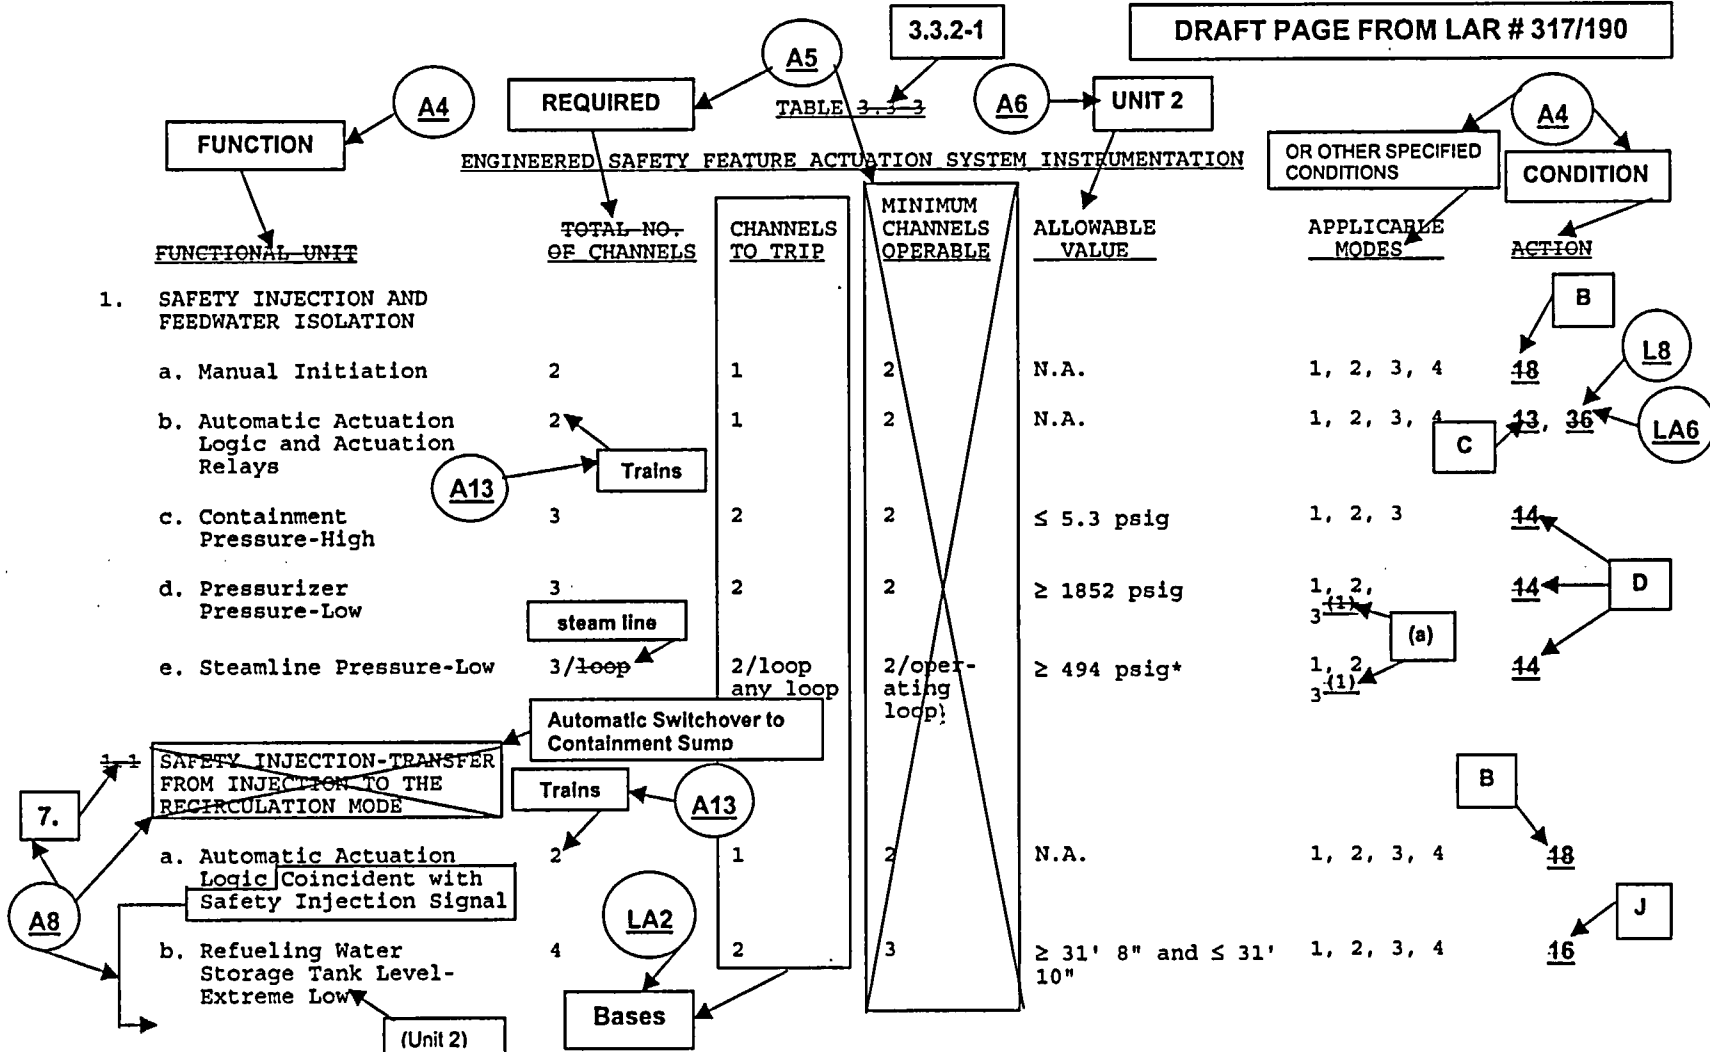 3.3.2-1
DRAFT PAGE FROM LAR # 317/190
A5
A4
REQUIRED
TABLE 3.3-3
A6
UNIT 2
A4
FUNCTION
ENGINEERED SAFETY FEATURE ACTUATION SYSTEM INSTRUMENTATION
OR OTHER SPECIFIED
CONDITIONS
CONDITION
FUNCTIONAL UNIT
TOTAL NO.
OF CHANNELS
CHANNELS
TO TRIP
MINIMUM
CHANNELS
OPERABLE
ALLOWABLE
VALUE
APPLICABLE
MODES
ACTION
1. SAFETY INJECTION AND
FEEDWATER ISOLATION
B
L8
a. Manual Initiation 2 1 2 N.A. 1, 2, 3, 4 18
b. Automatic Actuation 2 1 2 N.A. 1, 2, 3, 4 13, 36
Logic and Actuation
Relays
C
LA6
Trains
A13
c. Containment 3 2 2 ≤ 5.3 psig 1, 2, 3 14
Pressure-High
d. Pressurizer 3 2 2 ≥ 1852 psig 1, 2, 14
Pressure-Low 3(1)
D
steam line
(a)
e. Steamline Pressure-Low 3/loop 2/loop 2/oper- ≥ 494 psig* 1, 2, 14
any loop ating 3(1)
loop}
Automatic Switchover to
Containment Sump
1.1 SAFETY INJECTION-TRANSFER
FROM INJECTION TO THE
RECIRCULATION MODE
7.
Trains
A13
B
a. Automatic Actuation 2 1 2 N.A. 1, 2, 3, 4 18
Logic Coincident with
Safety Injection Signal
A8
LA2
J
b. Refueling Water 4 2 3 ≥ 31' 8" and ≤ 31' 1, 2, 3, 4 16
Storage Tank Level- 10"
Extreme Low
Bases
(Unit 2)